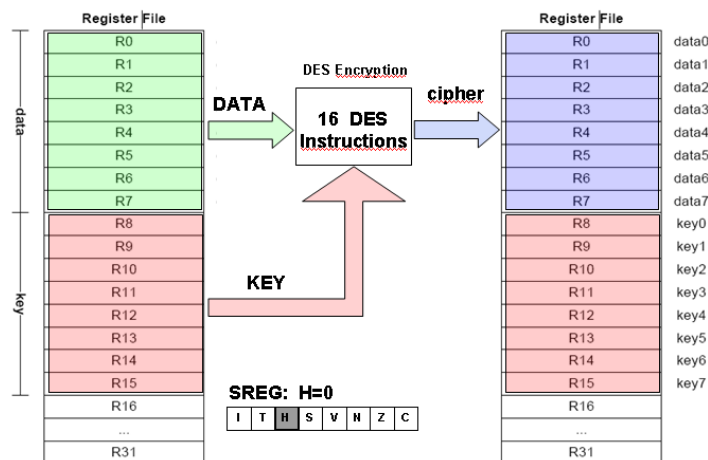 Register File
R0
R1
R2
R3
R4
R5
R6
R7
R8
R9
R10
R11
R12
R13
R14
R15
R16
...
R31
data
key
DATA
KEY
DES Encryption
16 DES
Instructions
cipher
SREG: H=0
I T H S V N Z C
Register File
R0 data0
R1 data1
R2 data2
R3 data3
R4 data4
R5 data5
R6 data6
R7 data7
R8 key0
R9 key1
R10 key2
R11 key3
R12 key4
R13 key5
R14 key6
R15 key7
R16
...
R31